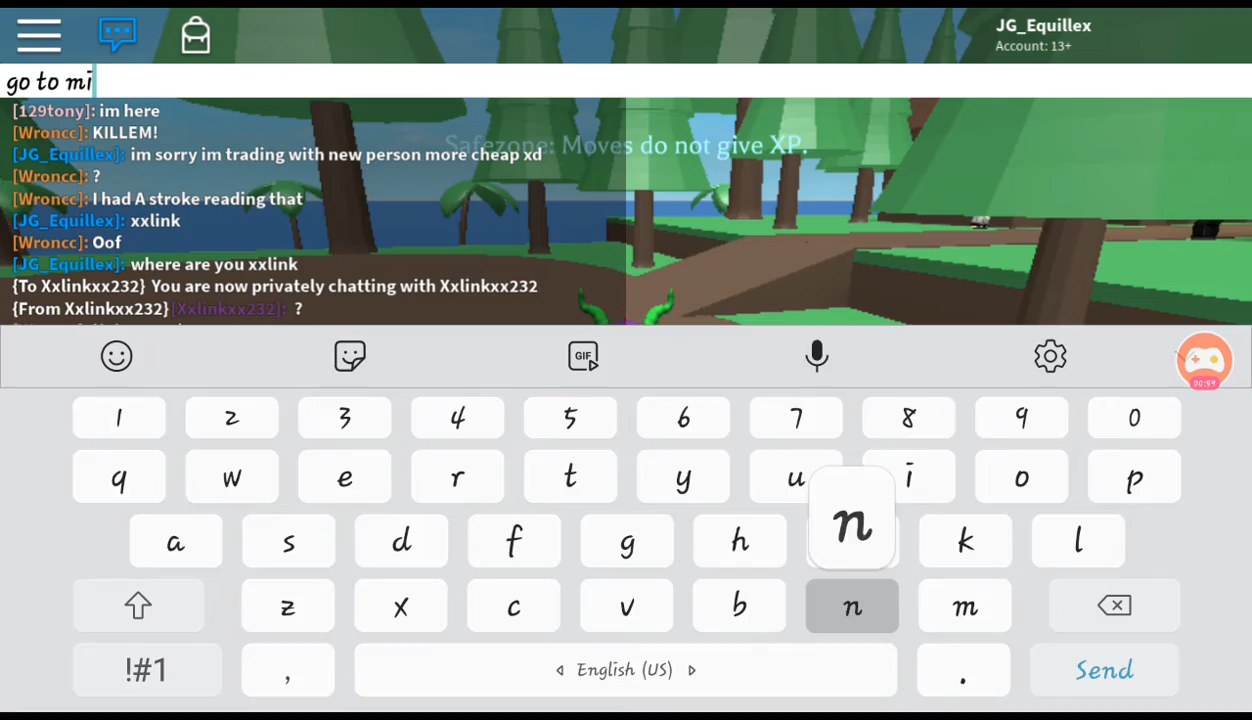 JG_Equillex
Account: 13+
go to mi
[129tony]: im here
[Wroncc]: KILLEM!
Safezone: Moves do not give XP.
[JG_Equillex]: im sorry im trading with new person more cheap xd
[Wroncc]: ?
[Wroncc]: I had A stroke reading that
[JG_Equillex]: xxlink
[Wroncc]: Oof
[JG_Equillex]: where are you xxlink
{To Xxlinkxx232} You are now privately chatting with Xxlinkxx232
{From Xxlinkxx232}[Xxlinkxx232]: ?
GIF
00:59
1 2 3 4 5 6 7 8 9 0
q w e r t y u i o p
n
a s d f g h k l
z x c v b n m
!#1 , English (US) . Send